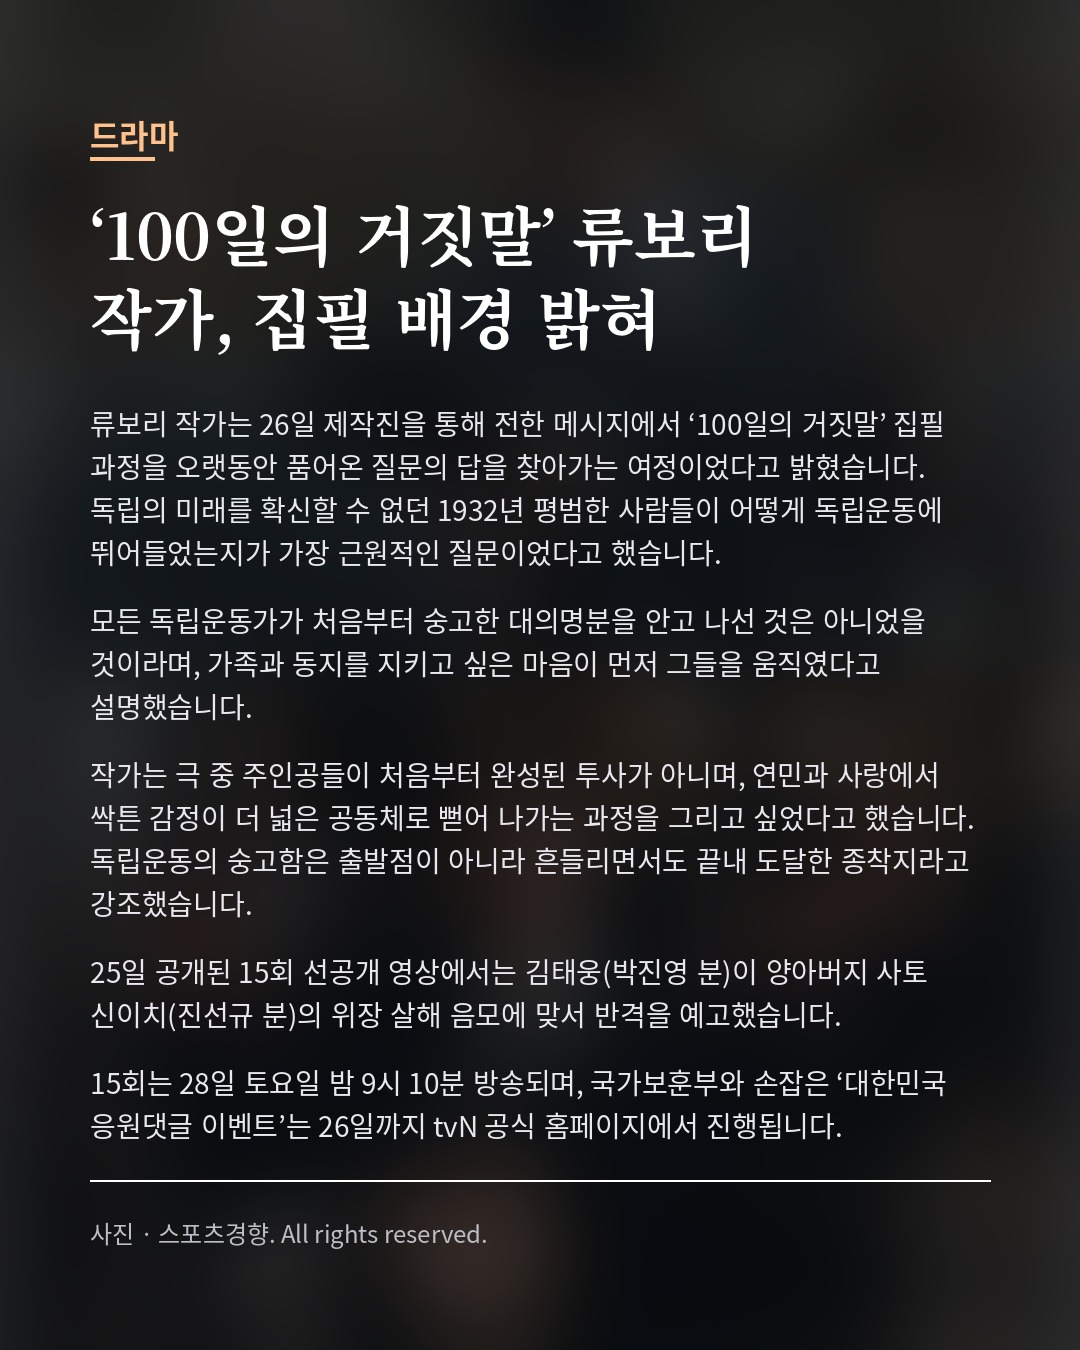 드라마
‘100일의 거짓말’ 류보리
작가, 집필 배경 밝혀
류보리 작가는 26일 제작진을 통해 전한 메시지에서 ‘100일의 거짓말’ 집필
과정을 오랫동안 품어온 질문의 답을 찾아가는 여정이었다고 밝혔습니다.
독립의 미래를 확신할 수 없던 1932년 평범한 사람들이 어떻게 독립운동에
뛰어들었는지가 가장 근원적인 질문이었다고 했습니다.
모든 독립운동가가 처음부터 숭고한 대의명분을 안고 나선 것은 아니었을
것이라며, 가족과 동지를 지키고 싶은 마음이 먼저 그들을 움직였다고
설명했습니다.
작가는 극 중 주인공들이 처음부터 완성된 투사가 아니며, 연민과 사랑에서
싹튼 감정이 더 넓은 공동체로 뻗어 나가는 과정을 그리고 싶었다고 했습니다.
독립운동의 숭고함은 출발점이 아니라 흔들리면서도 끝내 도달한 종착지라고
강조했습니다.
25일 공개된 15회 선공개 영상에서는 김태웅(박진영 분)이 양아버지 사토
신이치(진선규 분)의 위장 살해 음모에 맞서 반격을 예고했습니다.
15회는 28일 토요일 밤 9시 10분 방송되며, 국가보훈부와 손잡은 ‘대한민국
응원댓글 이벤트’는 26일까지 tvN 공식 홈페이지에서 진행됩니다.
사진 · 스포츠경향. All rights reserved.